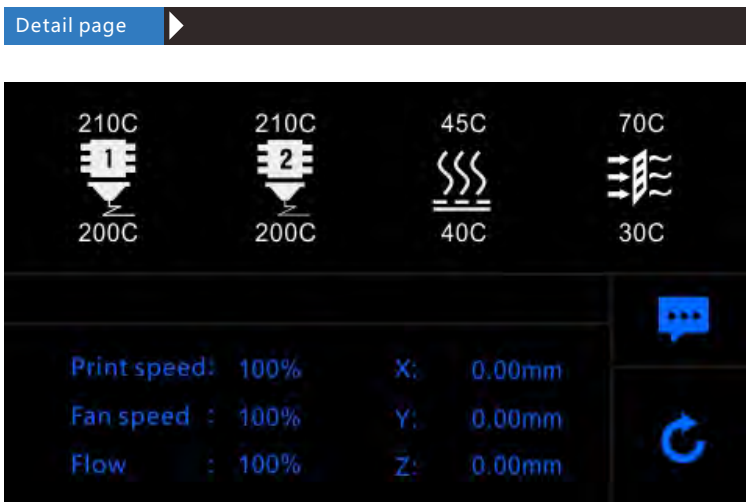 Detail page
210C 210C 45C 70C
1 2
200C 200C 40C 30C
Print speed: 100% X: 0.00mm
Fan speed : 100% Y: 0.00mm
Flow : 100% Z: 0.00mm